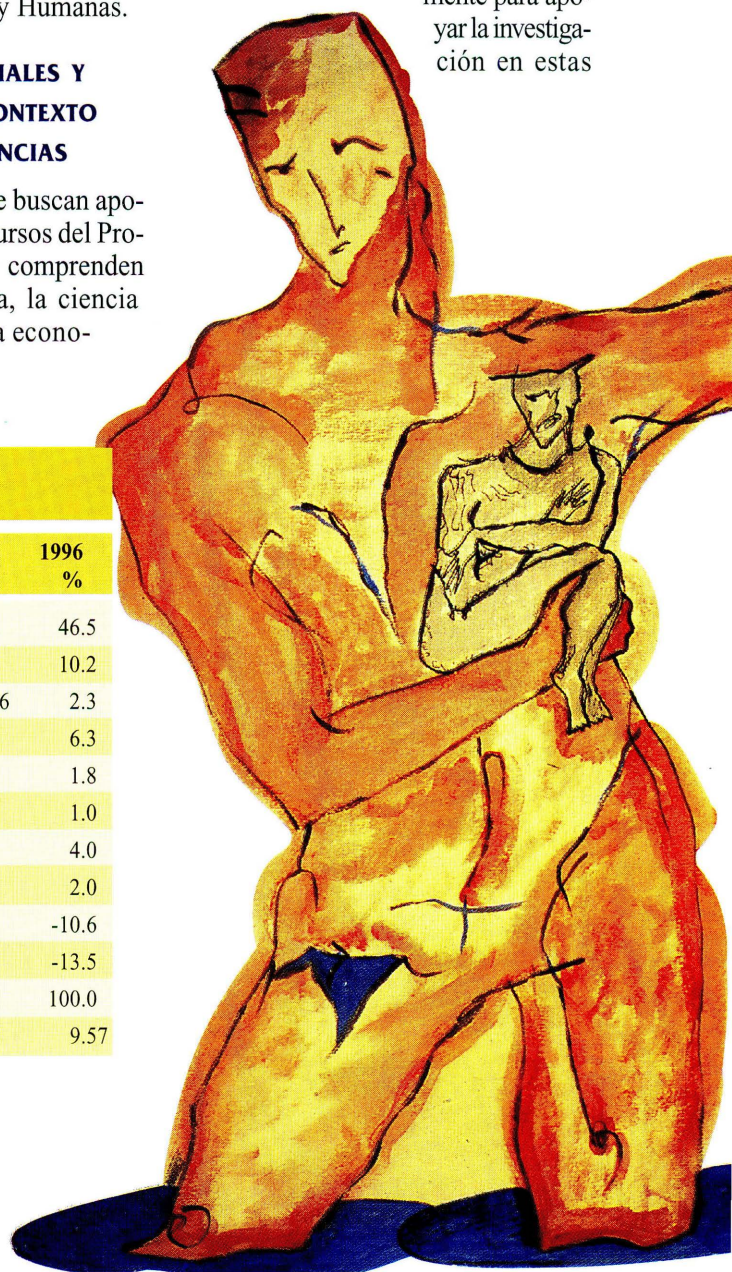 y Humanas.
IALES Y
ONTEXTO
NCIAS
e buscan apo-
ursos del Pro-
comprenden
a, la ciencia
a econo-
1996
%
46.5
10.2
6 2.3
6.3
1.8
1.0
4.0
2.0
-10.6
-13.5
100.0
9.57
mente para apo-
yar la investiga-
ción en estas